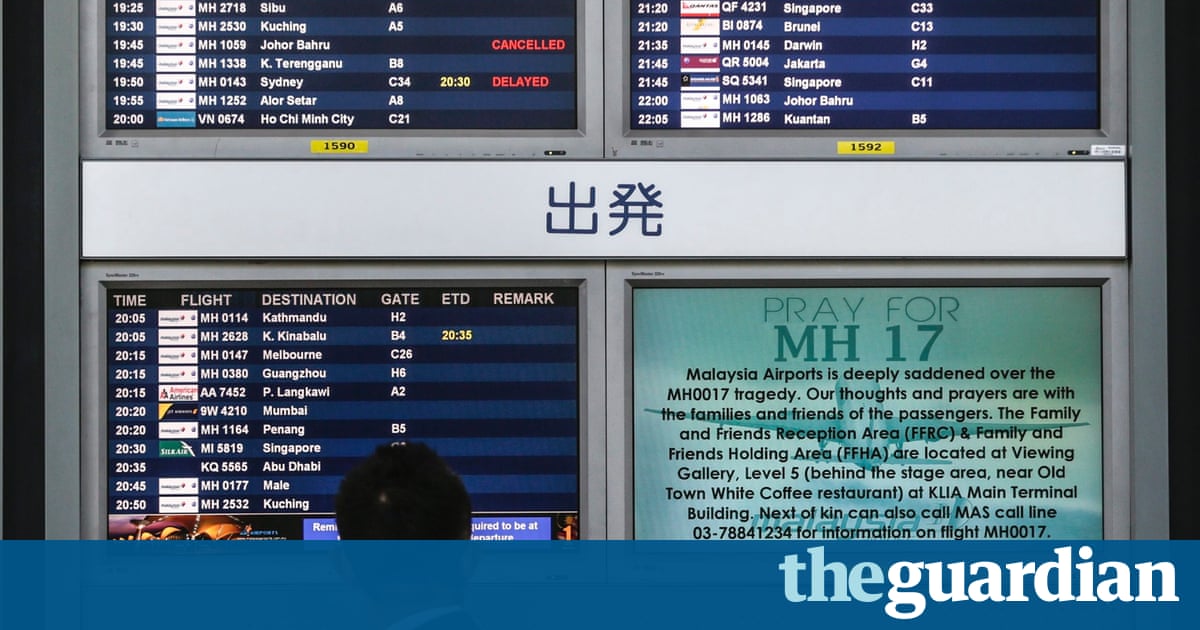 19:25 MH 2718 Sibu A6
19:30 MH 2530 Kuching A5
19:45 MH 1059 Johor Bahru CANCELLED
19:45 MH 1338 K. Terengganu B8
19:50 MH 0143 Sydney C34 20:30 DELAYED
19:55 MH 1252 Alor Setar A8
20:00 VN 0674 Ho Chi Minh City C21
1590
21:20 QANTAS QF 4231 Singapore C33
21:20 BI 0874 Brunei C13
21:35 MH 0145 Darwin H2
21:45 QR 5004 Jakarta G4
21:45 SQ 5341 Singapore C11
22:00 MH 1063 Johor Bahru
22:05 MH 1286 Kuantan B5
1592
出発
TIME FLIGHT DESTINATION GATE ETD REMARK
20:05 MH 0114 Kathmandu H2
20:05 MH 2628 K. Kinabalu B4 20:35
20:15 MH 0147 Melbourne C26
20:15 MH 0380 Guangzhou H6
20:15 American Airlines AA 7452 P. Langkawi A2
20:20 9W 4210 Mumbai
20:20 MH 1164 Penang B5
20:30 SILKAIR MI 5819 Singapore
20:35 KQ 5565 Abu Dhabi
20:45 MH 0177 Male
20:50 MH 2532 Kuching
to be at
PRAY FOR
MH 17
Malaysia Airports is deeply saddened over the
MH0017 tragedy. Our thoughts and prayers are with
the families and friends of the passengers. The Family
and Friends Reception Area (FFRC) & Family and
Friends Holding Area (FFHA) are located at Viewing
Gallery, Level 5 (behind the stage area, near Old
Town White Coffee restaurant) at KLIA Main Terminal
Building. Next of kin can also call MAS call line
03-78841234 for information on flight MH0017.
theguardian